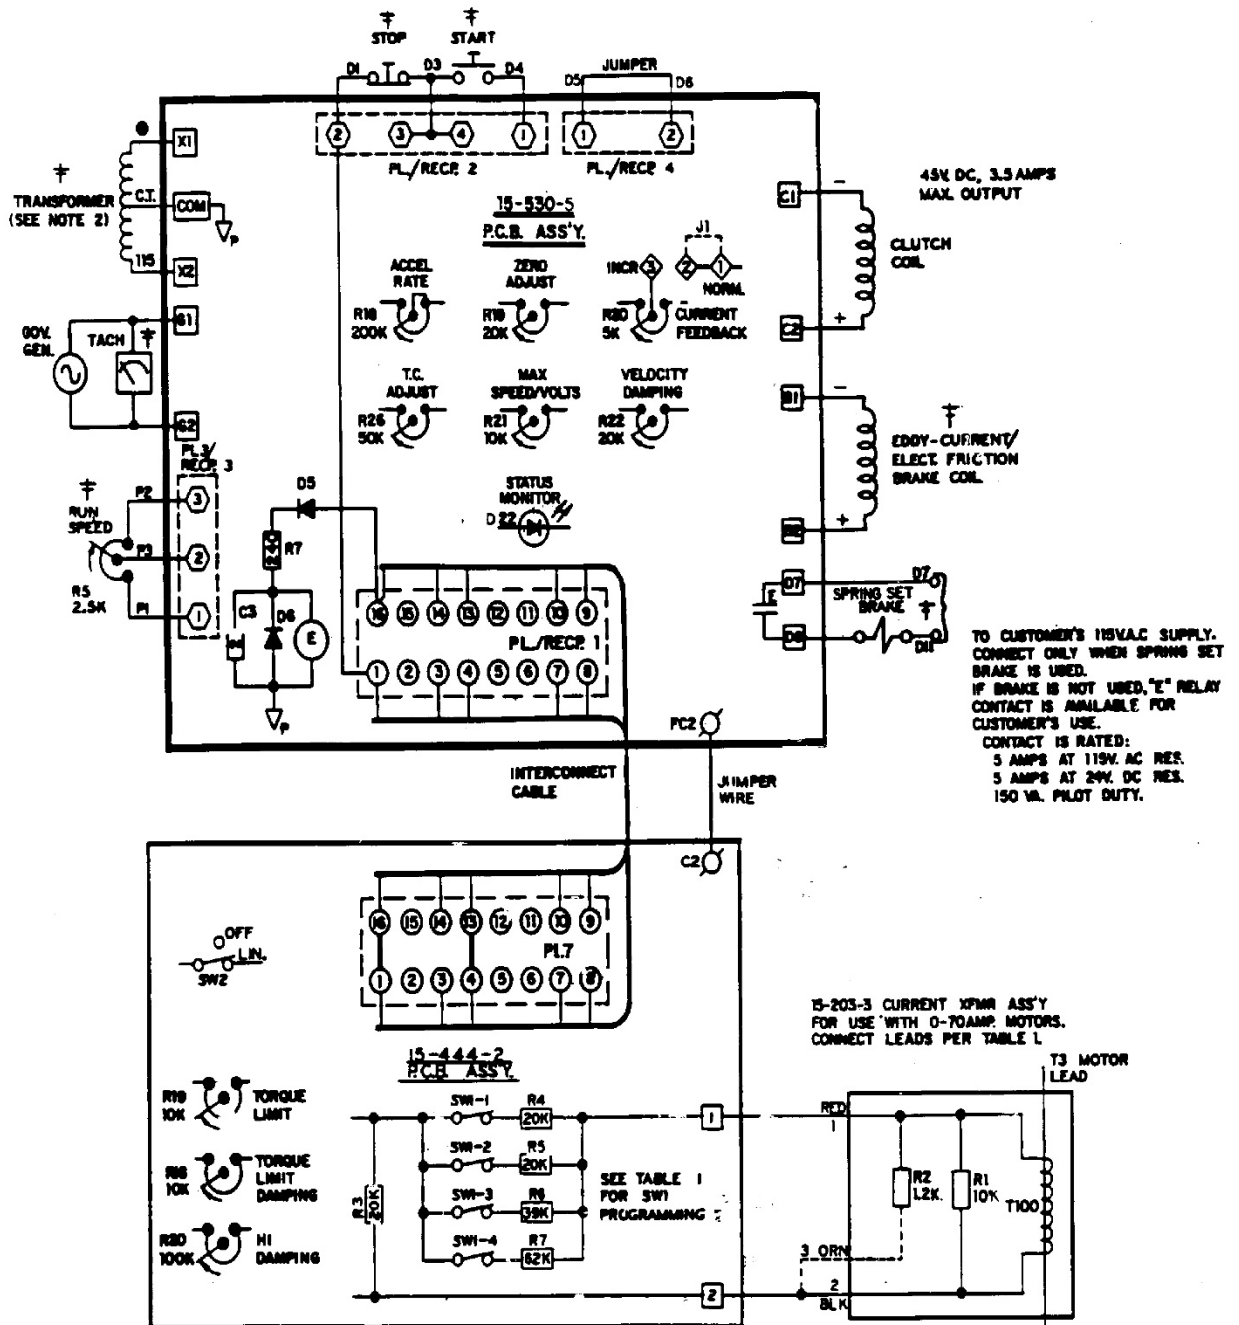 STOP
START
D1
D3
D4
JUMPER
D5
D6
2
3
4
1
1
2
PL./RECP. 2
PL./RECP. 4
X1
C.T.
COM
P
TRANSFORMER
(SEE NOTE 2)
115
X2
45V. DC, 3.5 AMPS
MAX. OUTPUT
C1
-
CLUTCH
COIL
+
C2
15-530-5
P.C.B. ASS'Y.
ACCEL
RATE
R18
200K
ZERO
ADJUST
R19
20K
J1
INCR
3
2
1
NORM.
R20
5K
CURRENT
FEEDBACK
G1
GOV.
GEN.
TACH
G2
T.C.
ADJUST
R26
50K
MAX
SPEED/VOLTS
R21
10K
VELOCITY
DAMPING
R22
20K
B1
-
EDDY-CURRENT/
ELECT. FRICTION
BRAKE COIL
+
B2
PL3/
RECP. 3
P2
3
RUN
SPEED
P3
2
R5
2.5K
P1
1
D5
R7
STATUS
MONITOR
D22
C3
D6
E
P
16 15 14 13 12 11 10 9
PL./RECP. 1
1 2 3 4 5 6 7 8
D7
D7
E
SPRING SET
BRAKE
D8
D11
TO CUSTOMER'S 115V.A.C SUPPLY.
CONNECT ONLY WHEN SPRING SET
BRAKE IS USED.
IF BRAKE IS NOT USED, "E" RELAY
CONTACT IS AVAILABLE FOR
CUSTOMER'S USE.
CONTACT IS RATED:
5 AMPS AT 115V. AC RES.
5 AMPS AT 24V. DC RES.
150 VA. PILOT DUTY.
FC2
INTERCONNECT
CABLE
JUMPER
WIRE
C2
16 15 14 13 12 11 10 9
PL7
1 2 3 4 5 6 7 8
OFF
LIN.
SW2
15-444-2
P.C.B. ASS'Y.
15-203-3 CURRENT XFMR ASS'Y
FOR USE WITH 0-70AMP. MOTORS.
CONNECT LEADS PER TABLE 1.
T3 MOTOR
LEAD
R19
10K
TORQUE
LIMIT
R16
10K
TORQUE
LIMIT
DAMPING
R20
100K
HI
DAMPING
R3
20K
SW1-1
R4
20K
SW1-2
R5
20K
SW1-3
R6
39K
SW1-4
R7
62K
SEE TABLE 1
FOR SW1
PROGRAMMING
1
RED
1
R2
1.2K.
R1
10K
T100
3 ORN
2
2
BLK